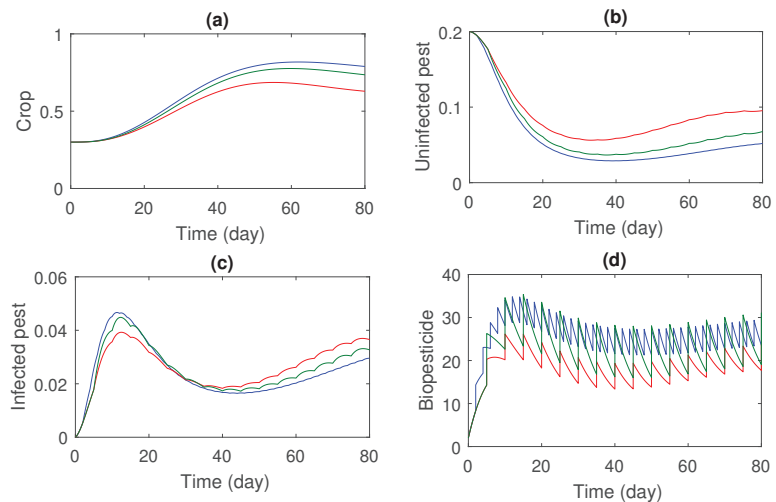 (a)
1
0.5
0
Crop
0 20 40 60 80
Time (day)
(b)
0.2
0.1
0
Uninfected pest
0 20 40 60 80
Time (day)
(c)
0.06
0.04
0.02
0
Infected pest
0 20 40 60 80
Time (day)
(d)
40
30
20
10
0
Biopesticide
0 20 40 60 80
Time (day)